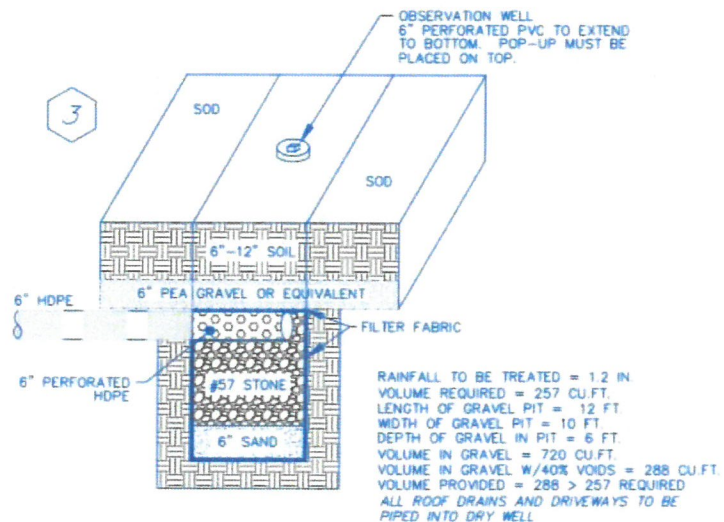 OBSERVATION WELL
6" PERFORATED PVC TO EXTEND
TO BOTTOM. POP-UP MUST BE
PLACED ON TOP.
3
SOD
SOD
6"-12" SOIL
6" PEA GRAVEL OR EQUIVALENT
6" HDPE
FILTER FABRIC
6" PERFORATED
HDPE
#57 STONE
6" SAND
RAINFALL TO BE TREATED = 1.2 IN.
VOLUME REQUIRED = 257 CU.FT.
LENGTH OF GRAVEL PIT = 12 FT.
WIDTH OF GRAVEL PIT = 10 FT.
DEPTH OF GRAVEL IN PIT = 6 FT.
VOLUME IN GRAVEL = 720 CU.FT.
VOLUME IN GRAVEL W/40% VOIDS = 288 CU.FT.
VOLUME PROVIDED = 288 > 257 REQUIRED
ALL ROOF DRAINS AND DRIVEWAYS TO BE
PIPED INTO DRY WELL